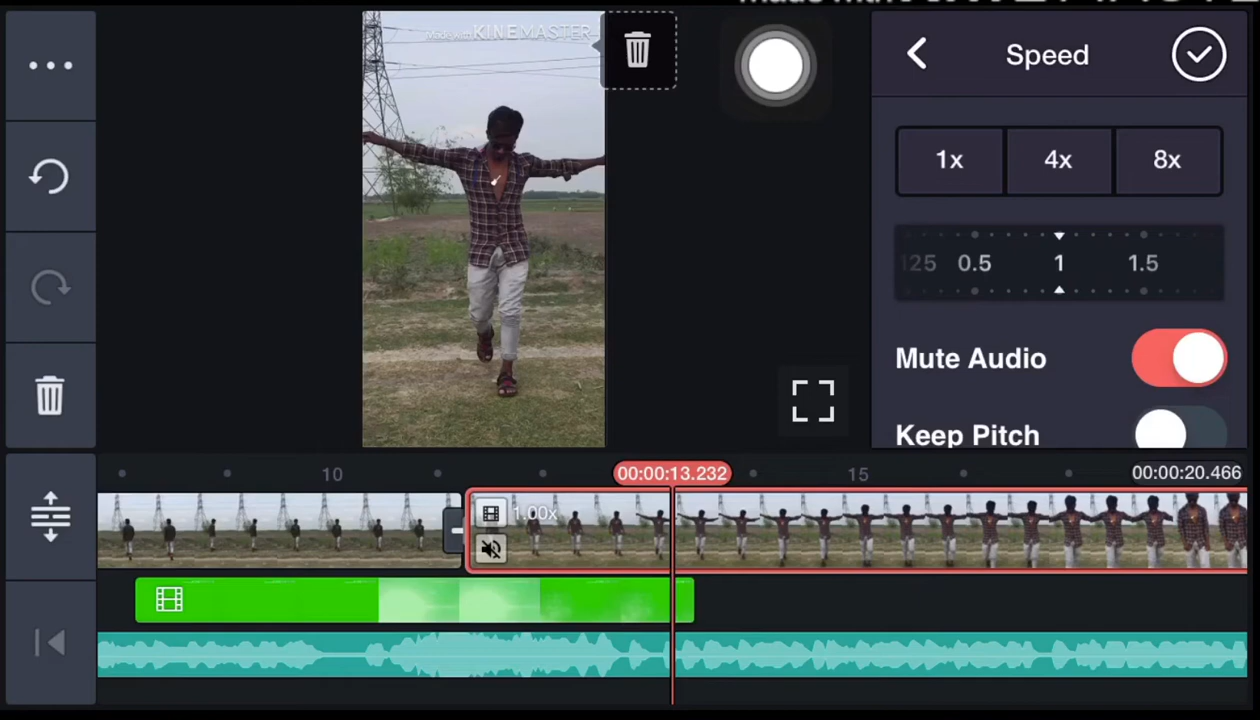 Made with KINEMASTER
Speed
1x 4x 8x
125 0.5 1 1.5
Mute Audio
Keep Pitch
10 00:00:13.232 15 00:00:20.466
1.00x